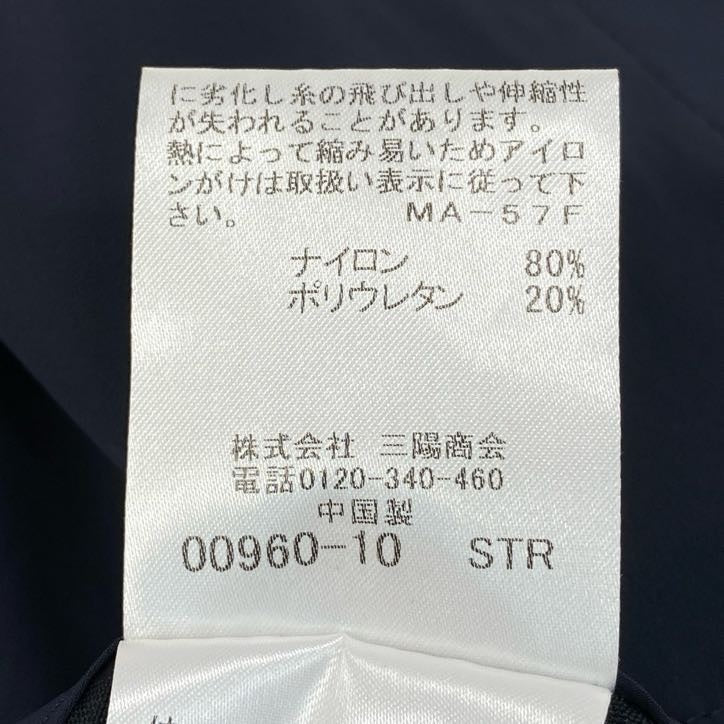 に劣化し糸の飛び出しや伸縮性
が失われることがあります。
熱によって縮み易いためアイロ
ンがけは取扱い表示に従って下
さい。 MA-57F
ナイロン 80%
ポリウレタン 20%
株式会社 三陽商会
電話0120-340-460
中国製
00960-10 STR